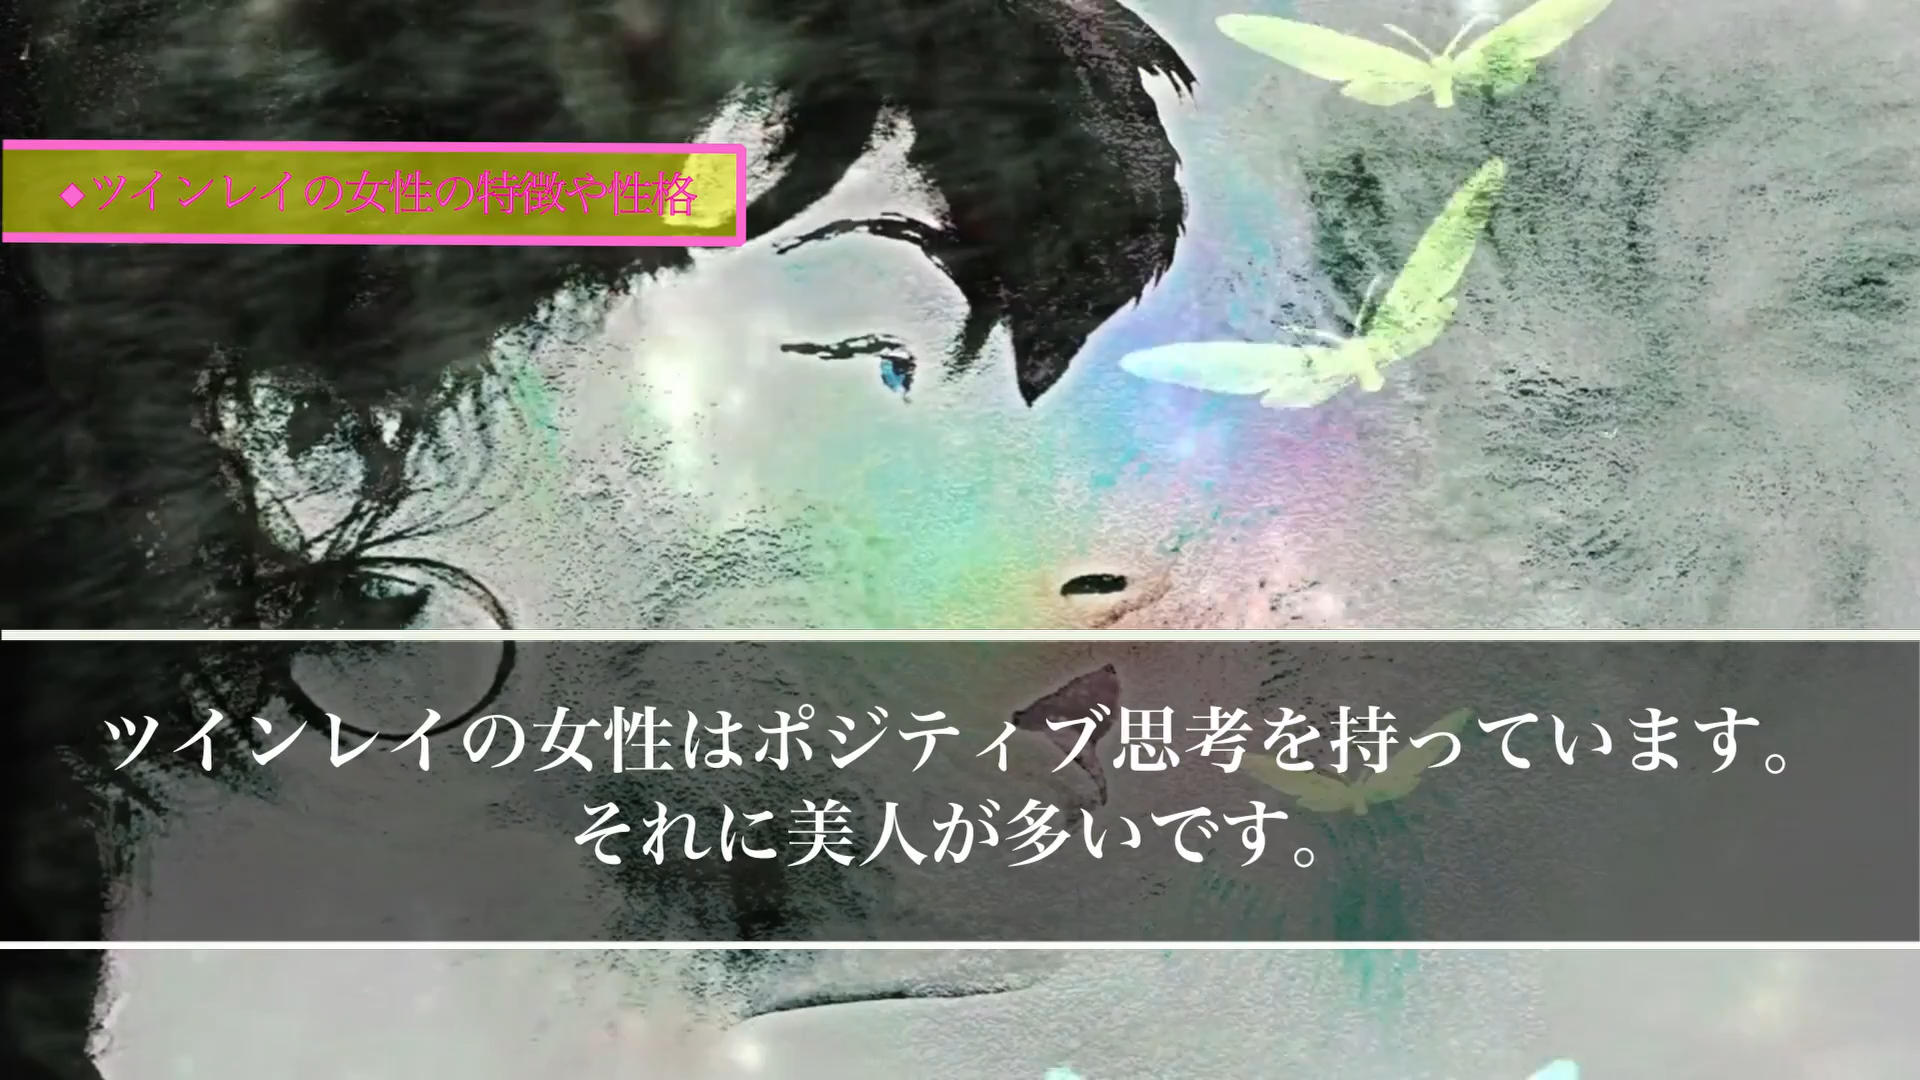 ◆ツインレイの女性の特徴や性格
ツインレイの女性はポジティブ思考を持っています。
それに美人が多いです。